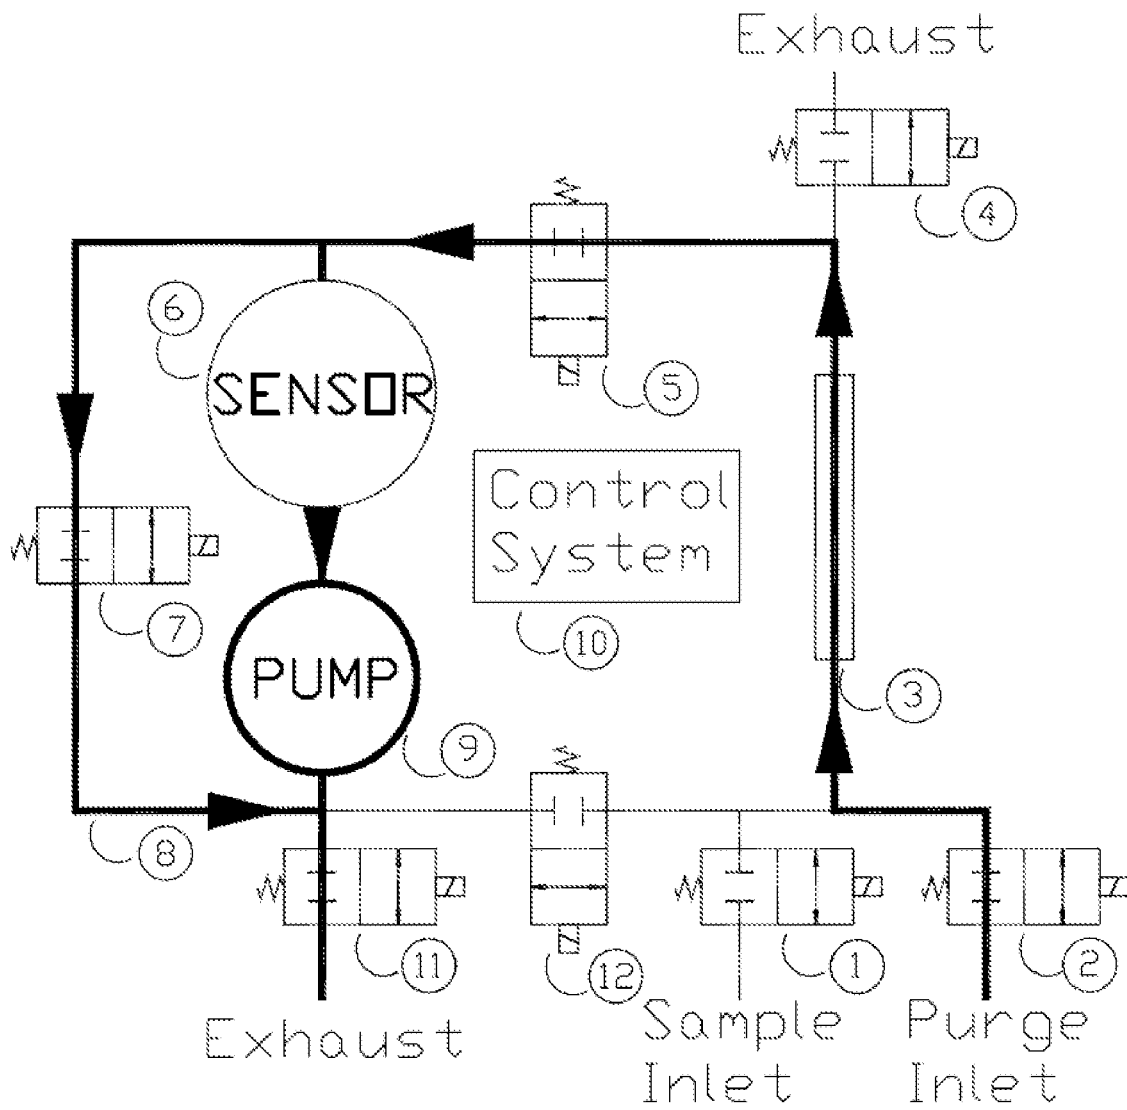 Exhaust
4
6
SENSOR
5
Control
System
7
10
3
PUMP
9
8
11
12
1
2
Exhaust
Sample
Inlet
Purge
Inlet